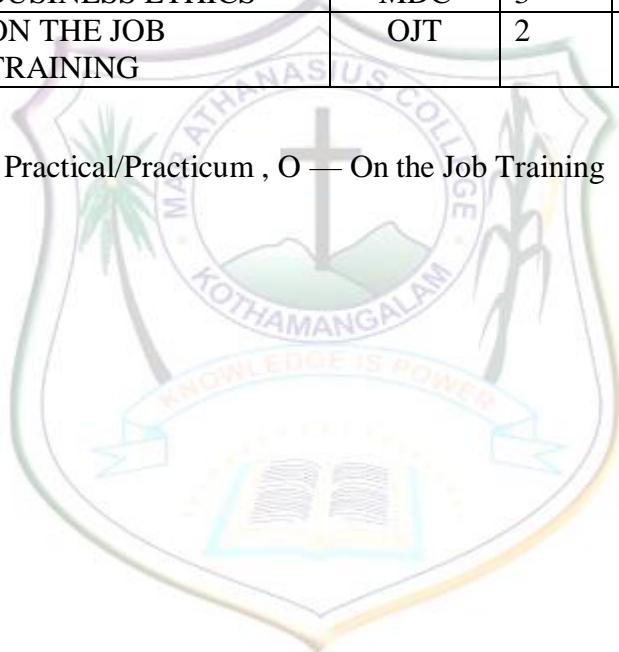 BUSINESS ETHICS MDC 3
ON THE JOB OJT 2
TRAINING
Practical/Practicum , O — On the Job Training
MAR ATHANASIUS COLLEGE
KOTHAMANGALAM
KNOWLEDGE IS POWER